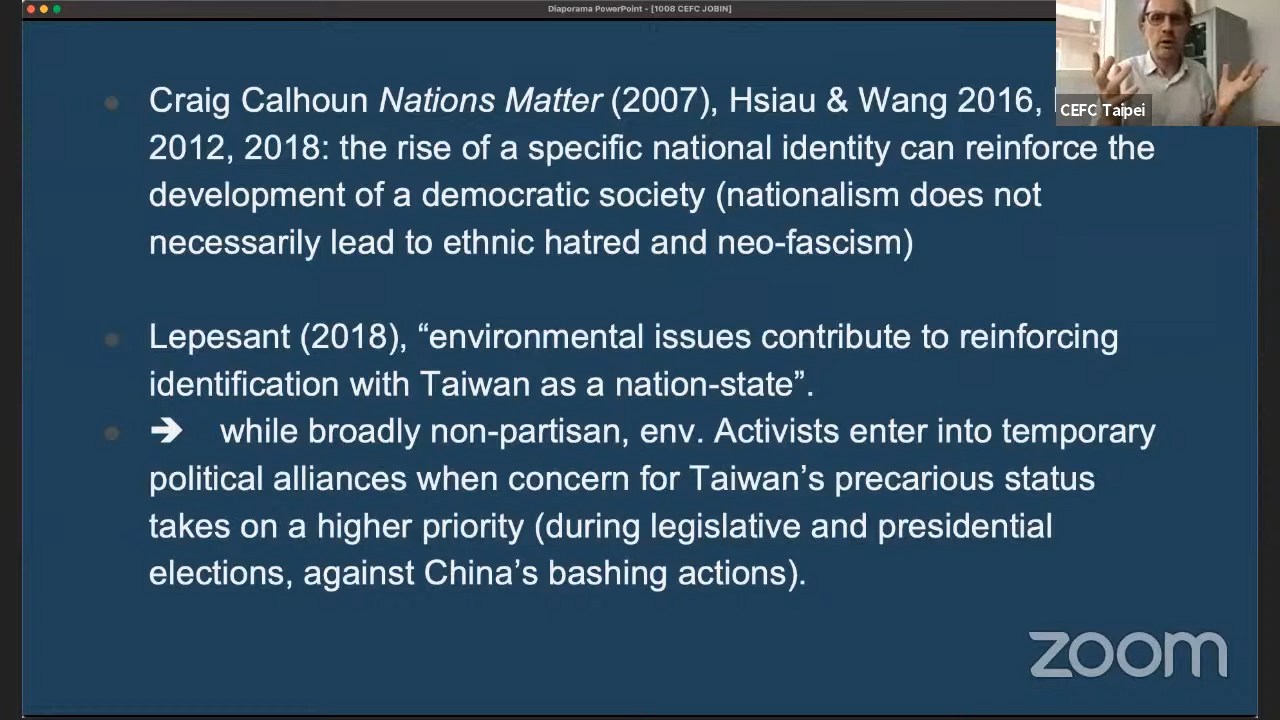 Diaporama PowerPoint - [1008 CEFC JOBIN]
Craig Calhoun Nations Matter (2007), Hsiau & Wang 2016,
CEFC Taipei
2012, 2018: the rise of a specific national identity can reinforce the
development of a democratic society (nationalism does not
necessarily lead to ethnic hatred and neo-fascism)
Lepesant (2018), “environmental issues contribute to reinforcing
identification with Taiwan as a nation-state”.
➔ while broadly non-partisan, env. Activists enter into temporary
political alliances when concern for Taiwan’s precarious status
takes on a higher priority (during legislative and presidential
elections, against China’s bashing actions).
zoom